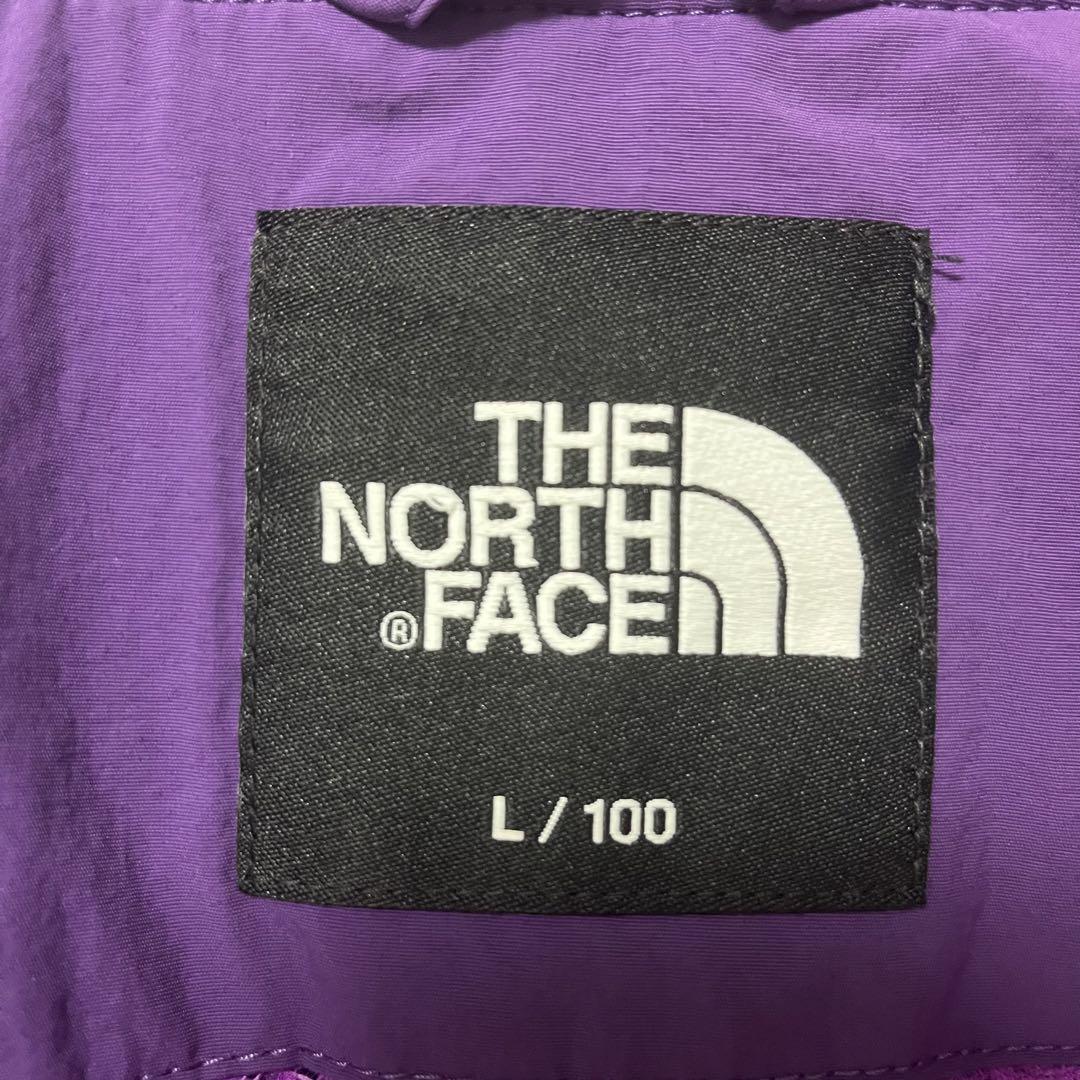 THE
NORTH
®FACE
L / 100